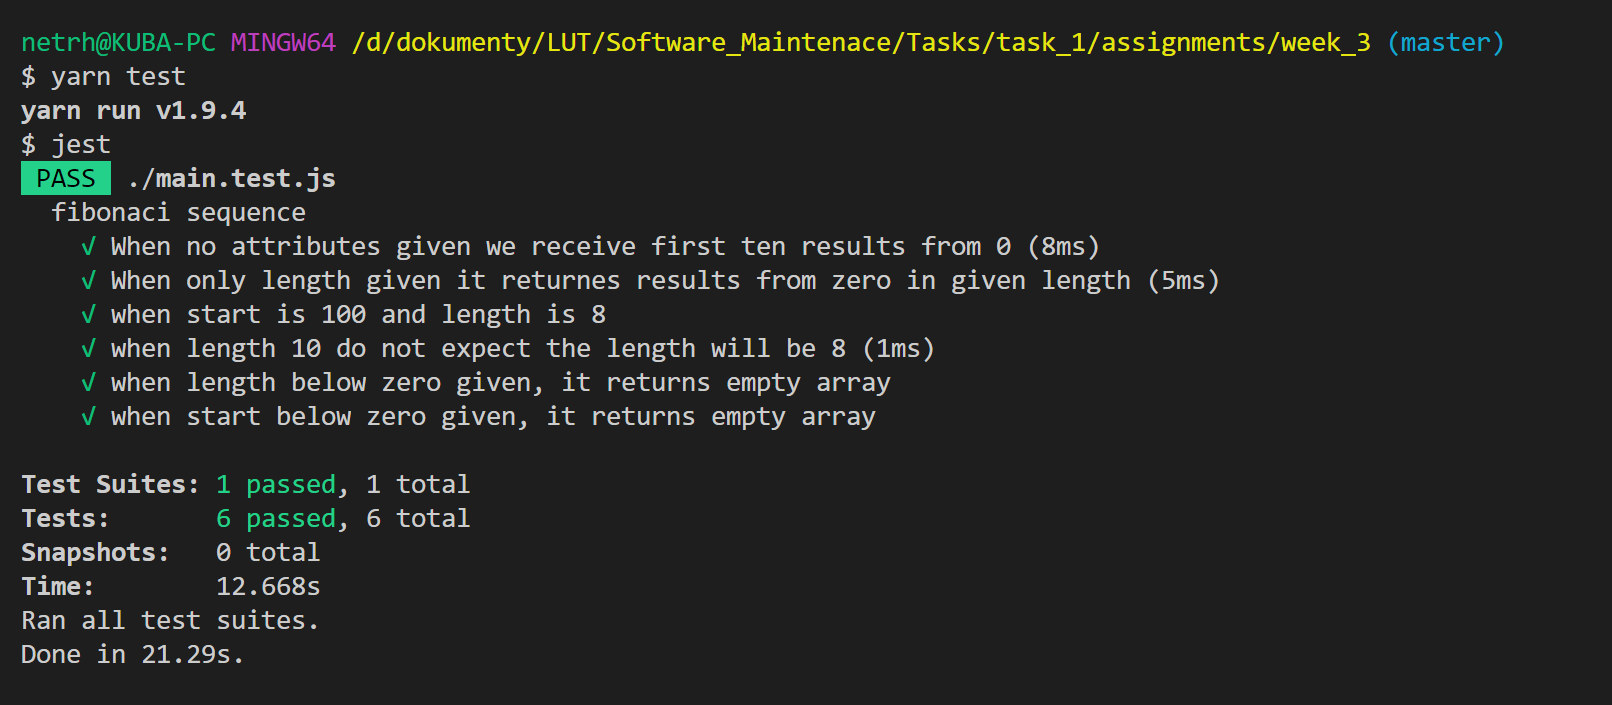 netrh@KUBA-PC MINGW64 /d/dokumenty/LUT/Software_Maintenace/Tasks/task_1/assignments/week_3 (master)
$ yarn test
yarn run v1.9.4
$ jest
PASS ./main.test.js
fibonaci sequence
√ When no attributes given we receive first ten results from 0 (8ms)
√ When only length given it returnes results from zero in given length (5ms)
√ when start is 100 and length is 8
√ when length 10 do not expect the length will be 8 (1ms)
√ when length below zero given, it returns empty array
√ when start below zero given, it returns empty array
Test Suites: 1 passed, 1 total
Tests: 6 passed, 6 total
Snapshots: 0 total
Time: 12.668s
Ran all test suites.
Done in 21.29s.